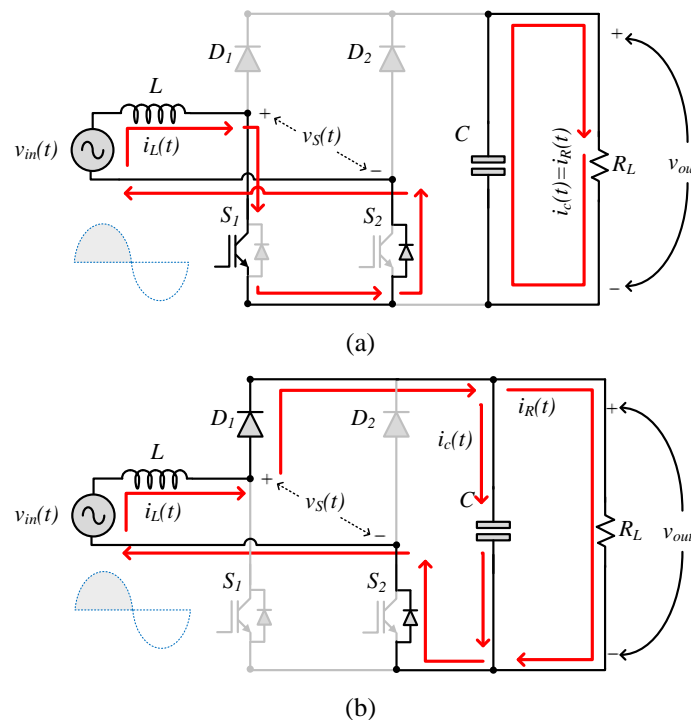 D1 D2
L
+
+
vin(t) iL(t) vS(t) C ic(t)=iR(t) RL vout
−
S1 S2
−
(a)
D1 D2 iR(t)
+
L ic(t)
+
iL(t) vS(t) C
vin(t) − RL vout
S1 S2
−
(b)